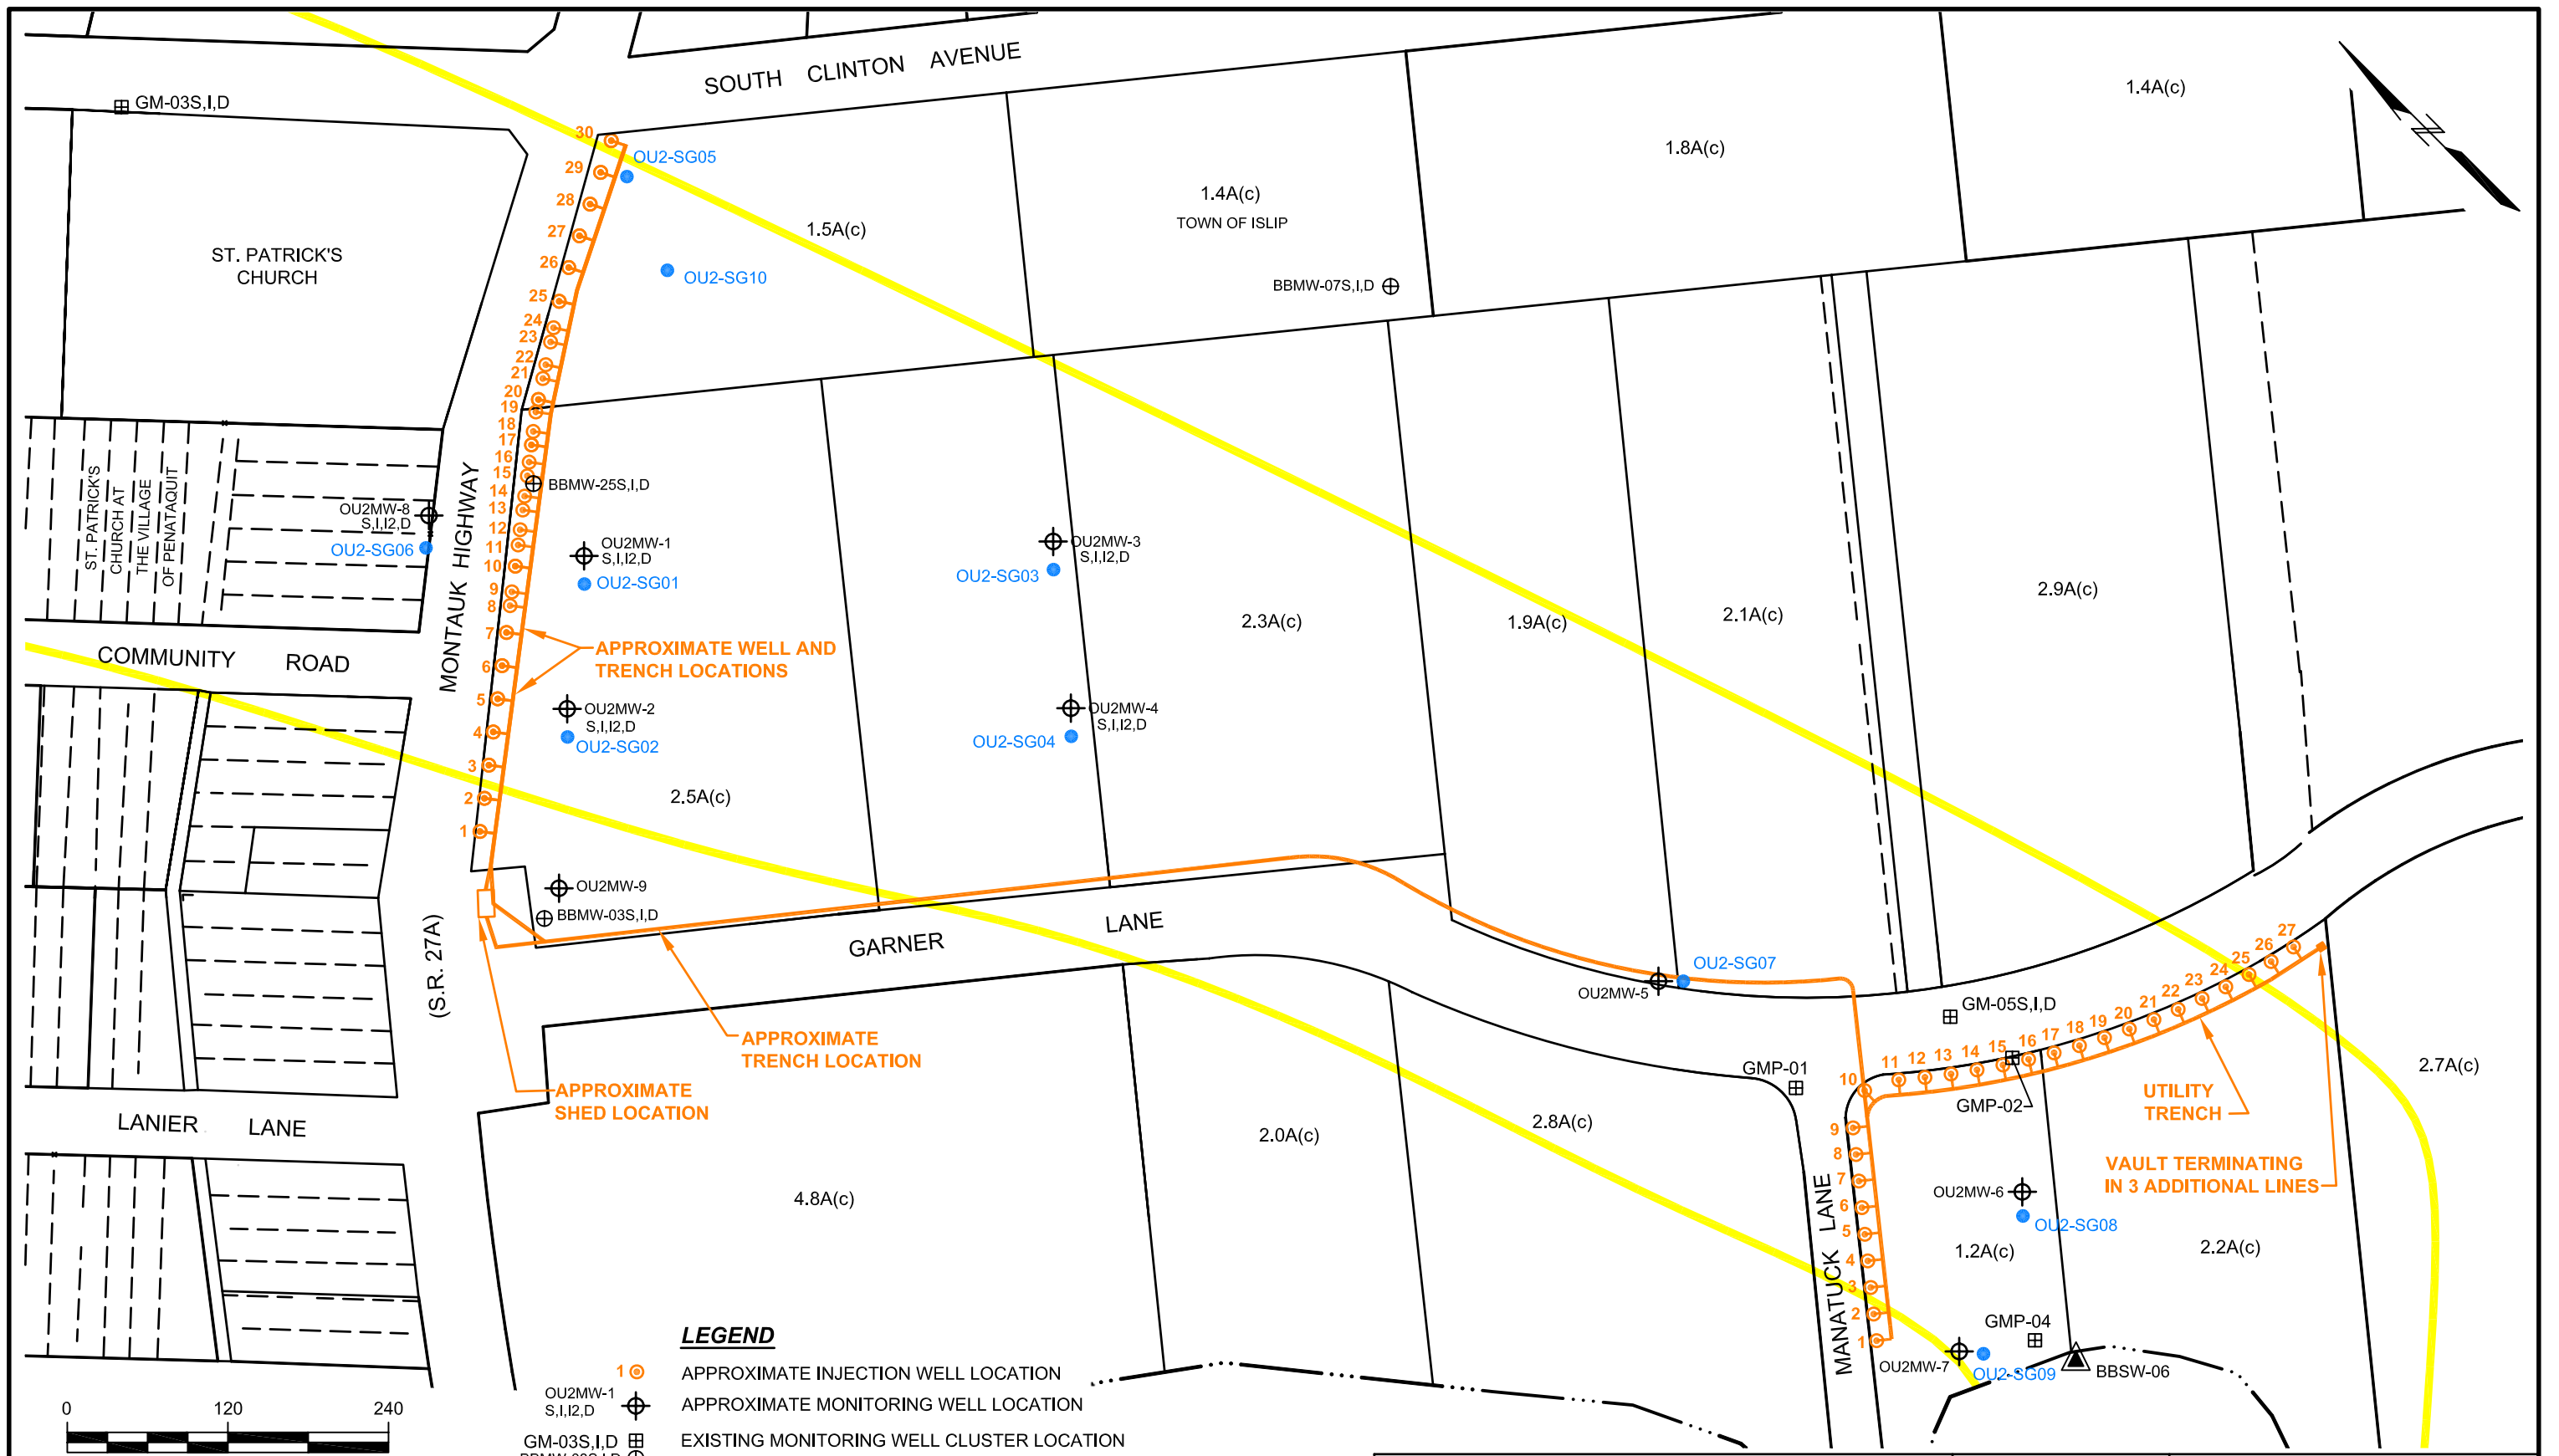 SOUTH CLINTON AVENUE
1.4A(c)
GM-03S,I,D
30
OU2-SG05
1.8A(c)
29
1.4A(c)
TOWN OF ISLIP
28
1.5A(c)
27
ST. PATRICK'S
CHURCH
N
26
OU2-SG10
BBMW-07S,I,D
25
24
23
22
21
20
19
18
17
16
15
BBMW-25S,I,D
14
13
12
11
10
9
8
7
6
5
4
3
2
1
ST. PATRICK'S
CHURCH AT
THE VILLAGE
OF PENATAQUIT
OU2MW-8
S,I,I2,D
OU2-SG06
MONTAUK HIGHWAY
OU2MW-1
S,I,I2,D
OU2-SG01
OU2MW-3
S,I,I2,D
OU2-SG03
2.3A(c)
1.9A(c)
2.1A(c)
2.9A(c)
COMMUNITY ROAD
APPROXIMATE WELL AND
TRENCH LOCATIONS
OU2MW-2
S,I,I2,D
OU2-SG02
OU2MW-4
S,I,I2,D
OU2-SG04
2.5A(c)
OU2MW-9
BBMW-03S,I,D
(S.R. 27A)
GARNER LANE
OU2-SG07
OU2MW-5
GM-05S,I,D
27
26
25
24
23
22
21
20
19
18
17
16
15
14
13
12
11
10
9
8
7
6
5
4
3
2
1
APPROXIMATE
TRENCH LOCATION
APPROXIMATE
SHED LOCATION
GMP-01
GMP-02
UTILITY
TRENCH
2.7A(c)
LANIER LANE
2.0A(c)
2.8A(c)
VAULT TERMINATING
IN 3 ADDITIONAL LINES
4.8A(c)
MANATUCK LANE
OU2MW-6
OU2-SG08
1.2A(c)
2.2A(c)
GMP-04
OU2MW-7
OU2-SG09
BBSW-06
LEGEND
1 APPROXIMATE INJECTION WELL LOCATION
OU2MW-1
S,I,I2,D
APPROXIMATE MONITORING WELL LOCATION
GM-03S,I,D EXISTING MONITORING WELL CLUSTER LOCATION
0 120 240